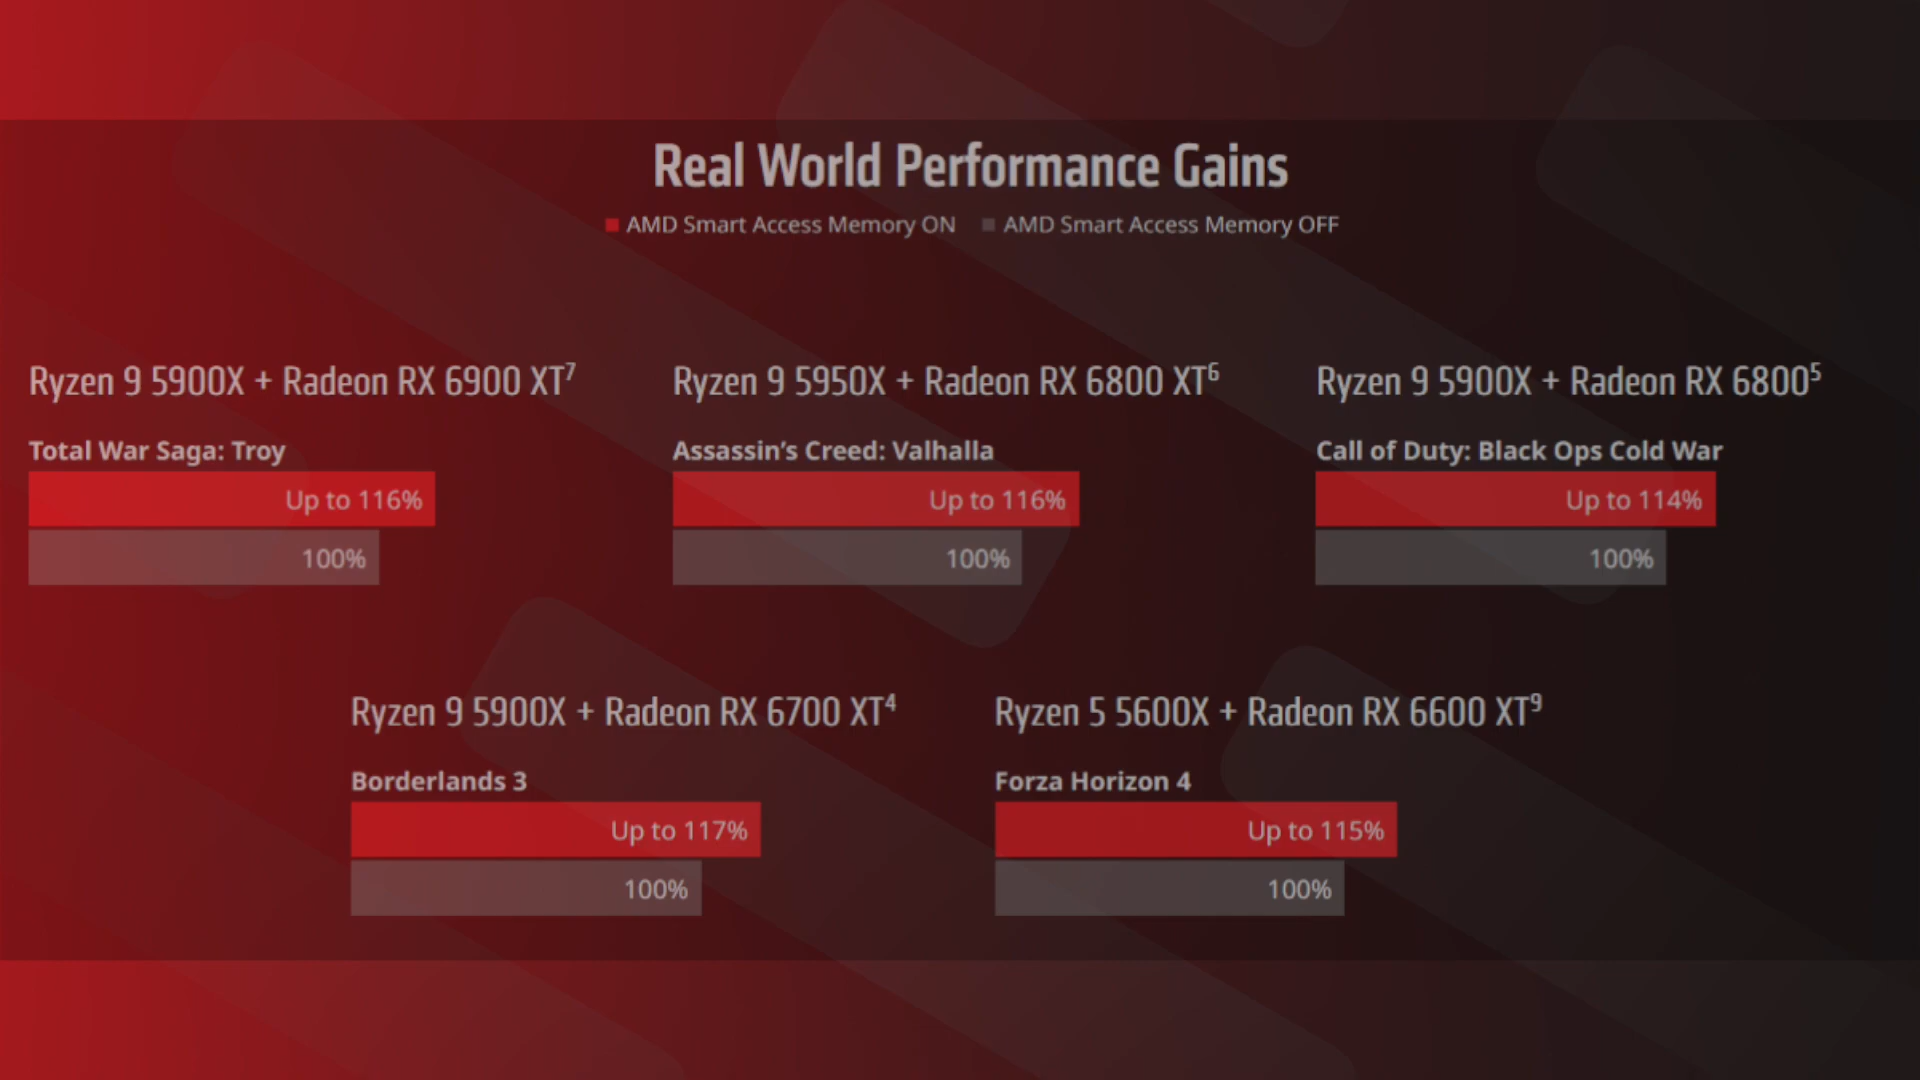 Real World Performance Gains
AMD Smart Access Memory ON AMD Smart Access Memory OFF
Ryzen 9 5900X + Radeon RX 6900 XT⁷
Total War Saga: Troy
Up to 116%
100%
Ryzen 9 5950X + Radeon RX 6800 XT⁶
Assassin’s Creed: Valhalla
Up to 116%
100%
Ryzen 9 5900X + Radeon RX 6800⁵
Call of Duty: Black Ops Cold War
Up to 114%
100%
Ryzen 9 5900X + Radeon RX 6700 XT⁴
Borderlands 3
Up to 117%
100%
Ryzen 5 5600X + Radeon RX 6600 XT⁹
Forza Horizon 4
Up to 115%
100%